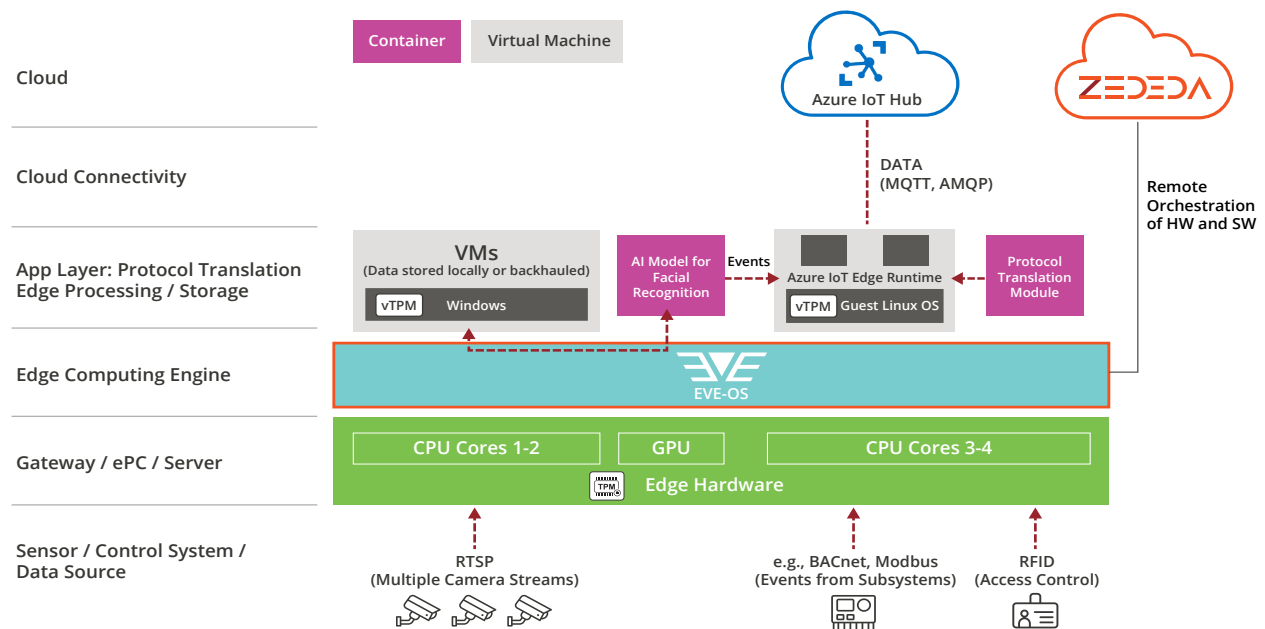 Container
Virtual Machine
Cloud
Azure IoT Hub
ZEDEDA
Cloud Connectivity
DATA
(MQTT, AMQP)
Remote
Orchestration
of HW and SW
App Layer: Protocol Translation
Edge Processing / Storage
VMs
(Data stored locally or backhauled)
vTPM
Windows
AI Model for
Facial
Recognition
Events
Azure IoT Edge Runtime
vTPM
Guest Linux OS
Protocol
Translation
Module
Edge Computing Engine
EVE-OS
Gateway / ePC / Server
CPU Cores 1-2
GPU
CPU Cores 3-4
TPM
Edge Hardware
Sensor / Control System /
Data Source
RTSP
(Multiple Camera Streams)
e.g., BACnet, Modbus
(Events from Subsystems)
RFID
(Access Control)